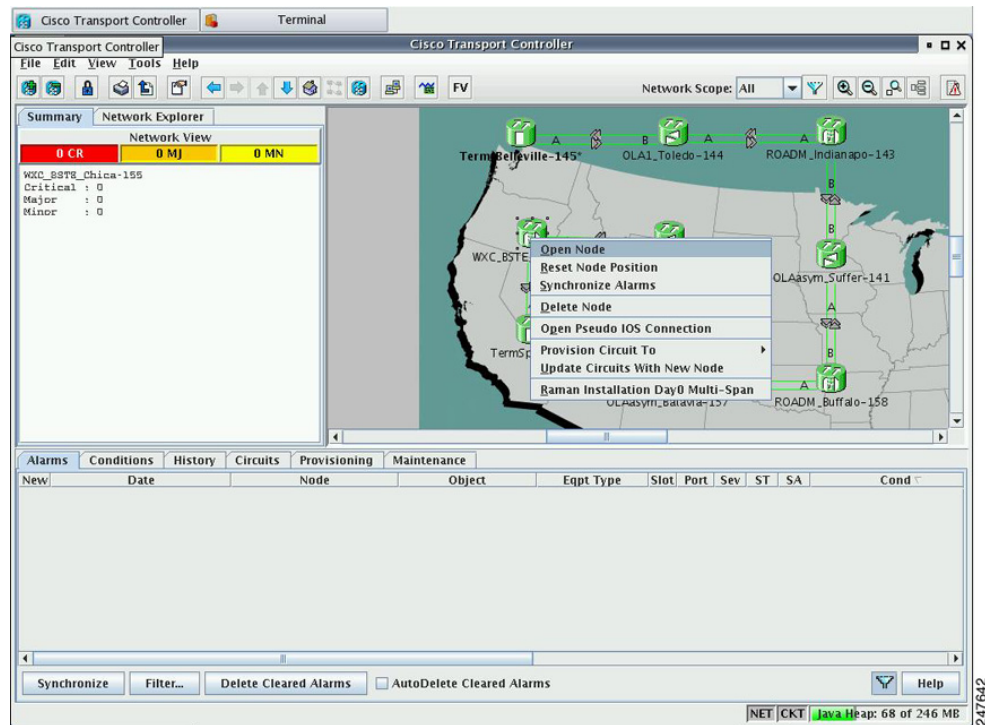 Cisco Transport Controller
Terminal
Cisco Transport Controller
Cisco Transport Controller
File Edit View Tools Help
FV
Network Scope: All
Summary
Network Explorer
Network View
0 CR
0 MJ
0 MN
WXC_BSTE_Chica-155
Critical : 0
Major : 0
Minor : 0
A
B
A
A
Term_Belleville-145*
OLA1_Toledo-144
ROADM_Indianapo-143
B
B
WXC_BSTE
OLAasym_Suffer-141
A
B
TermSp
A
OLAasym_Batavia-157
ROADM_Buffalo-158
Open Node
Reset Node Position
Synchronize Alarms
Delete Node
Open Pseudo IOS Connection
Provision Circuit To
Update Circuits With New Node
Raman Installation Day0 Multi-Span
Alarms
Conditions
History
Circuits
Provisioning
Maintenance
New Date Node Object Eqpt Type Slot Port Sev ST SA Cond
Synchronize
Filter...
Delete Cleared Alarms
AutoDelete Cleared Alarms
Help
NET CKT Java Heap: 68 of 246 MB
247642